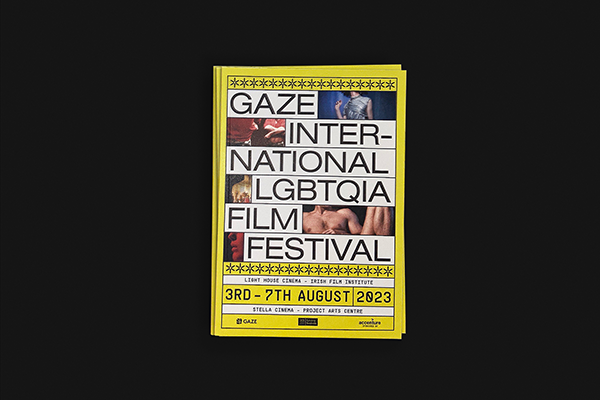 GAZE
INTER-
NATIONAL
LGBTQIA
FILM
FESTIVAL
LIGHT HOUSE CINEMA - IRISH FILM INSTITUTE
3RD - 7TH AUGUST 2023
STELLA CINEMA - PROJECT ARTS CENTRE
GAZE accenture